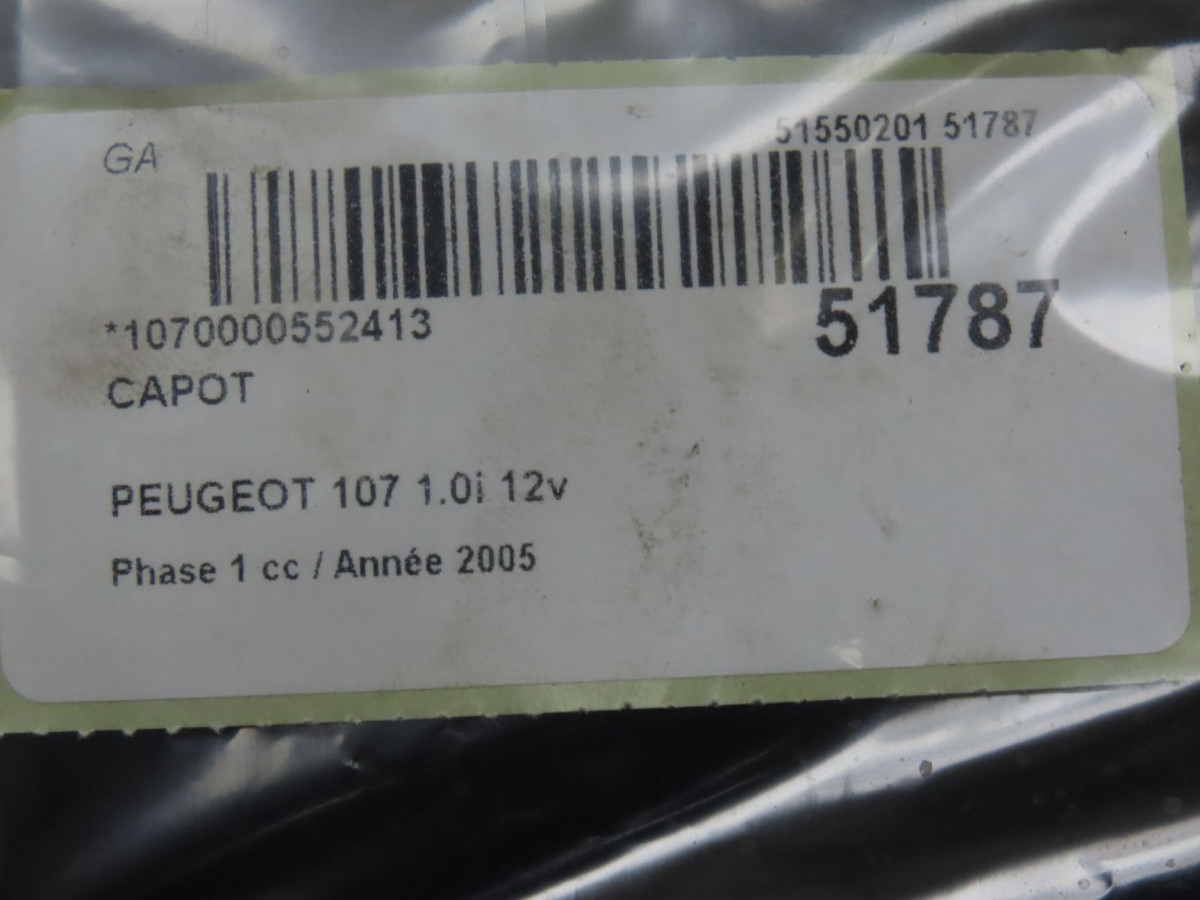 GA
51550201 51787
*1070000552413
51787
CAPOT
PEUGEOT 107 1.0i 12v
Phase 1 cc / Année 2005